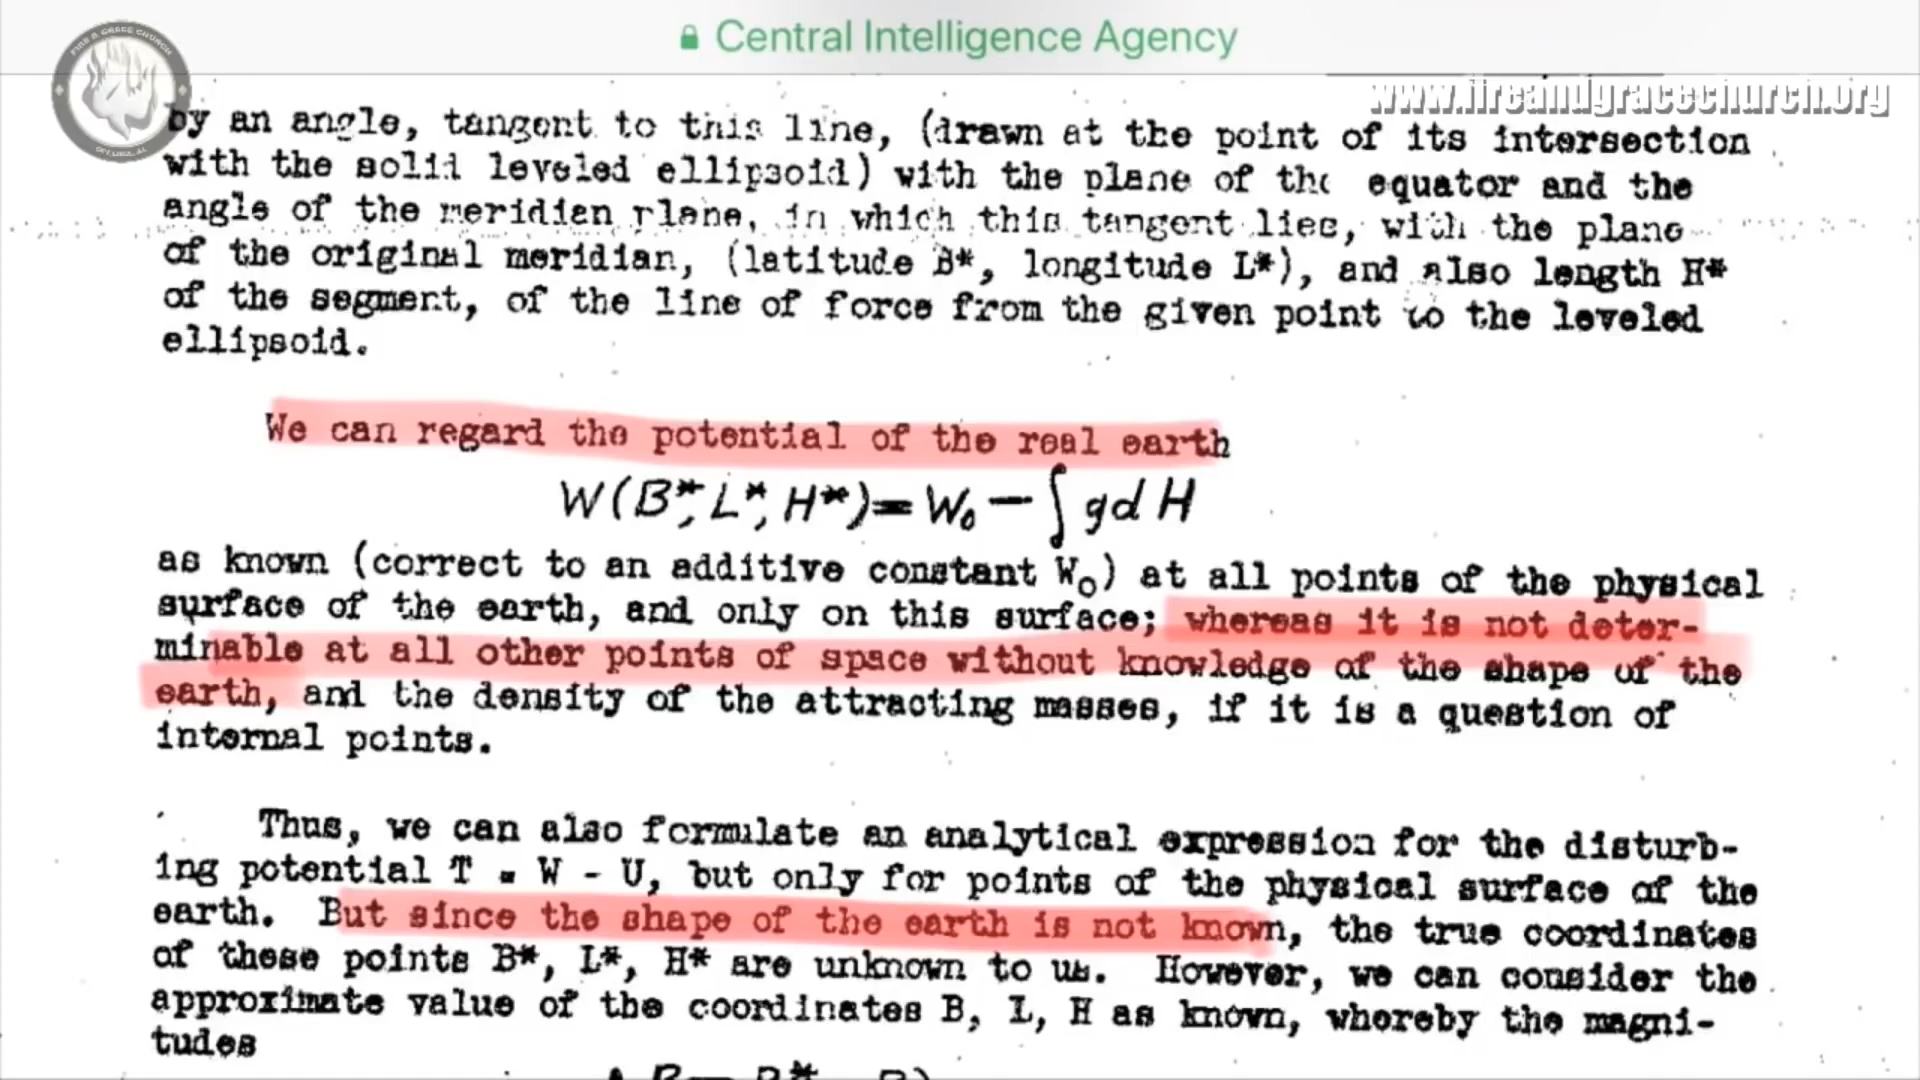 Central Intelligence Agency
FIRE & GRACE CHURCH
www.fireandgracechurch.org
by an angle, tangent to this line, (drawn at the point of its intersection
with the solid leveled ellipsoid) with the plane of the equator and the
angle of the meridian plane, in which this tangent lies, with the plane
of the original meridian, (latitude B*, longitude L*), and also length H*
of the segment, of the line of force from the given point to the leveled
ellipsoid.
We can regard the potential of the real earth
W(B*, L*, H*) = W₀ - ∫ gdH
as known (correct to an additive constant W₀) at all points of the physical
surface of the earth, and only on this surface; whereas it is not deter-
minable at all other points of space without knowledge of the shape of the
earth, and the density of the attracting masses, if it is a question of
internal points.
Thus, we can also formulate an analytical expression for the disturb-
ing potential T = W - U, but only for points of the physical surface of the
earth. But since the shape of the earth is not known, the true coordinates
of these points B*, L*, H* are unknown to us. However, we can consider the
approximate value of the coordinates B, L, H as known, whereby the magni-
tudes